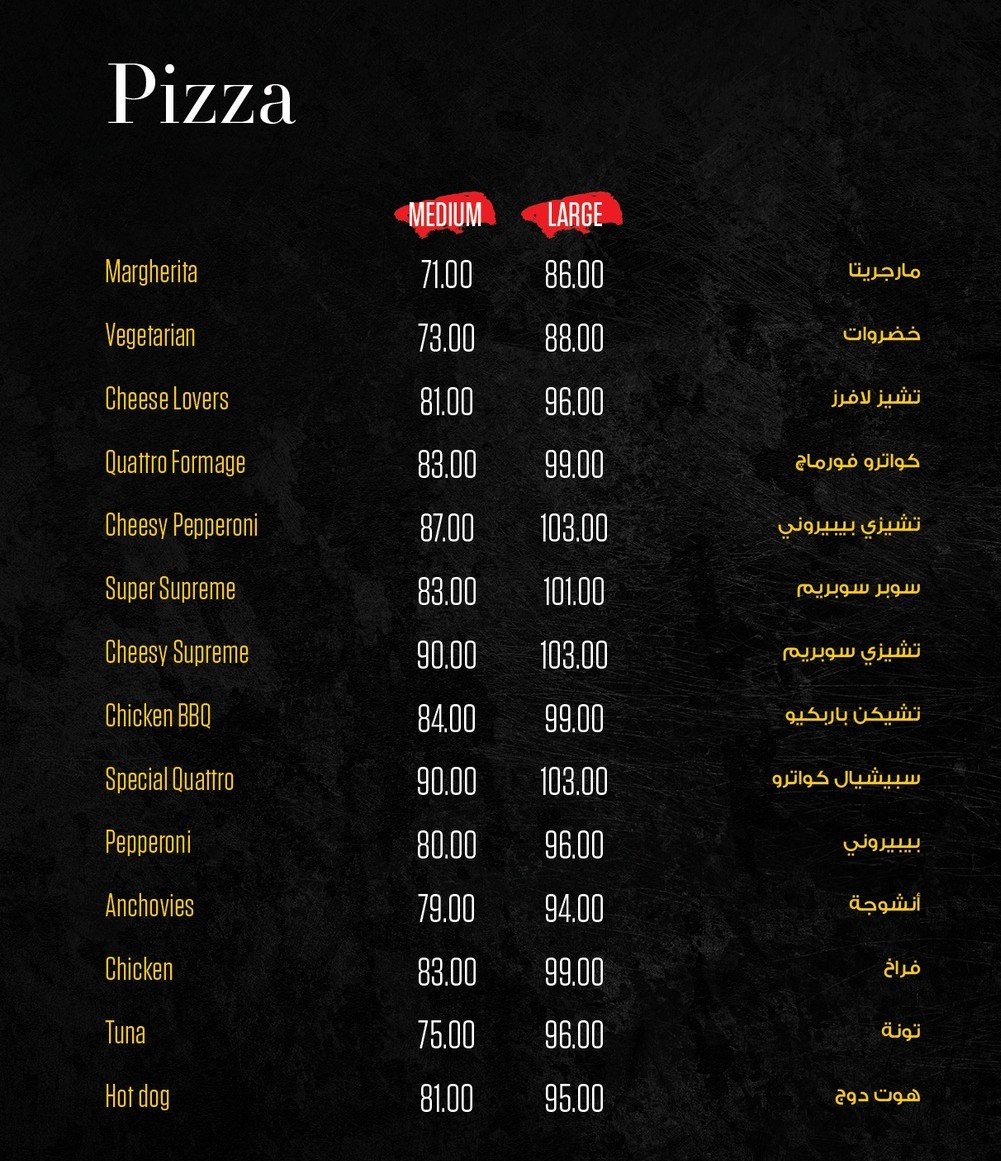 Pizza
MEDIUM LARGE
Margherita 71.00 86.00 مارجريتا
Vegetarian 73.00 88.00 خضروات
Cheese Lovers 81.00 96.00 تشيز لافرز
Quattro Formage 83.00 99.00 كواترو فورماج
Cheesy Pepperoni 87.00 103.00 تشيزي بيبيروني
Super Supreme 83.00 101.00 سوبر سوبريم
Cheesy Supreme 90.00 103.00 تشيزي سوبريم
Chicken BBQ 84.00 99.00 تشيكن باربكيو
Special Quattro 90.00 103.00 سبيشيال كواترو
Pepperoni 80.00 96.00 بيبيروني
Anchovies 79.00 94.00 أنشوجة
Chicken 83.00 99.00 فراخ
Tuna 75.00 96.00 تونة
Hot dog 81.00 95.00 هوت دوج